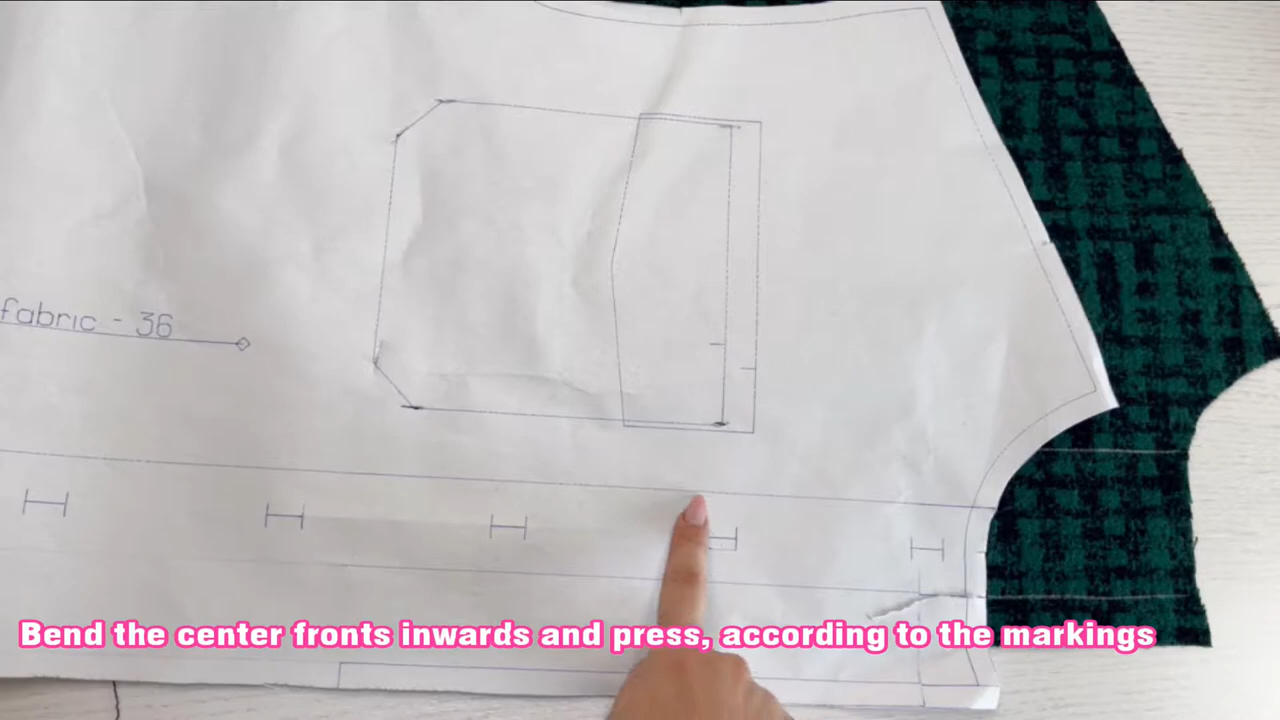 fabric - 36
Bend the center fronts inwards and press, according to the markings